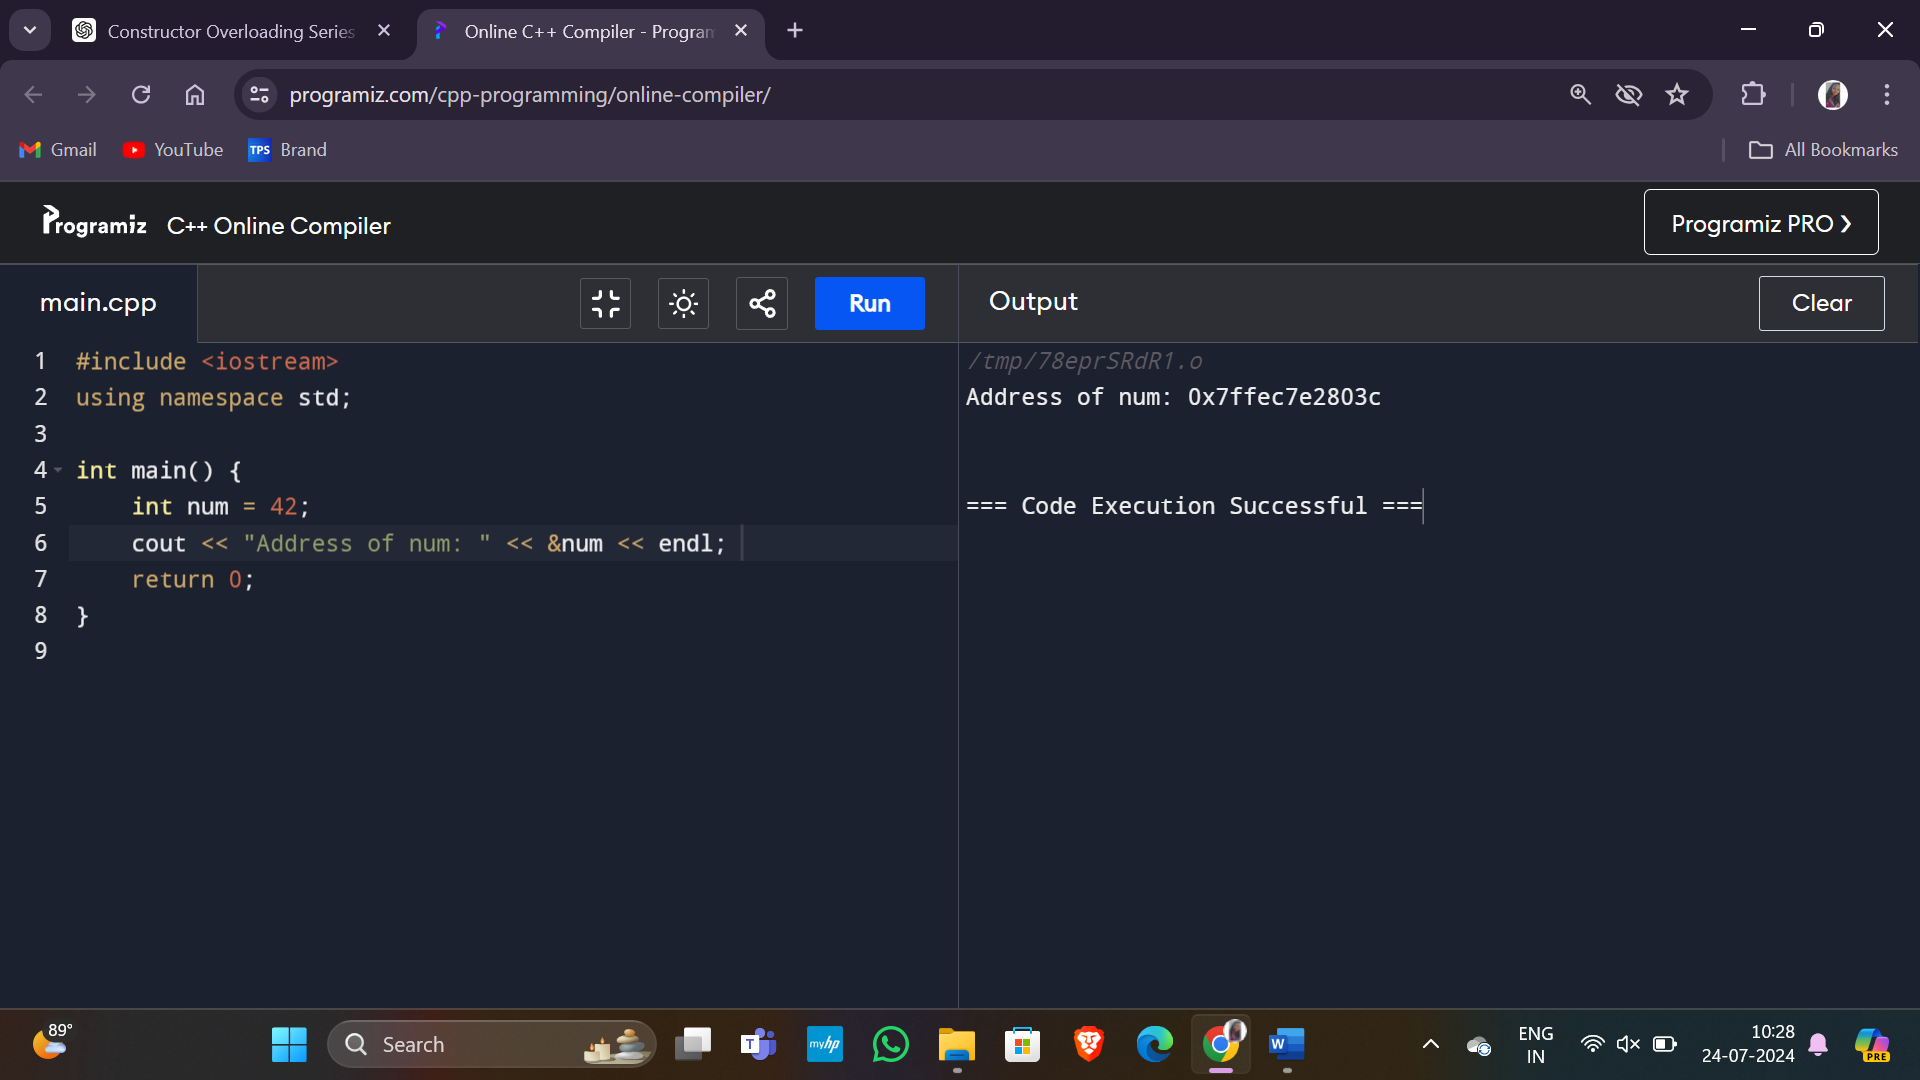 Constructor Overloading Series
Online C++ Compiler - Program
programiz.com/cpp-programming/online-compiler/
Gmail
YouTube
TPS Brand
All Bookmarks
Programiz C++ Online Compiler
Programiz PRO ❯
main.cpp
Run
Output
Clear
1 #include <iostream>
2 using namespace std;
3
4 int main() {
5 int num = 42;
6 cout << "Address of num: " << &num << endl;
7 return 0;
8 }
9
/tmp/78eprSRdR1.o
Address of num: 0x7ffec7e2803c
=== Code Execution Successful ===
89°
Search
T
myhp
W
ENG
IN
10:28
24-07-2024
PRE